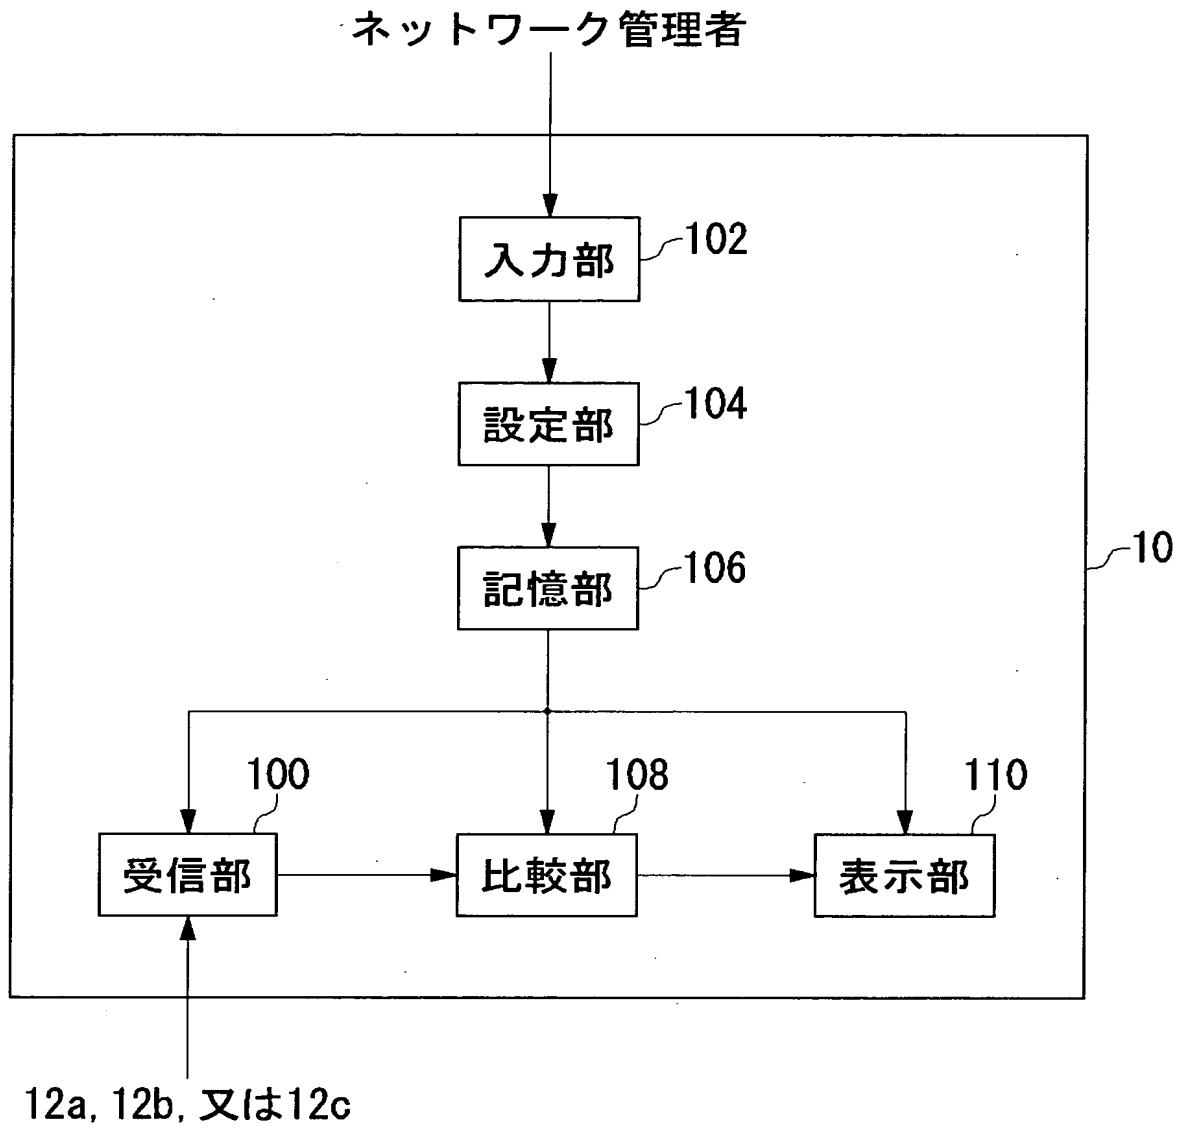 ネットワーク管理者
102
入力部
104
設定部
10
106
記憶部
100
108
110
受信部
比較部
表示部
12a, 12b, 又は12c